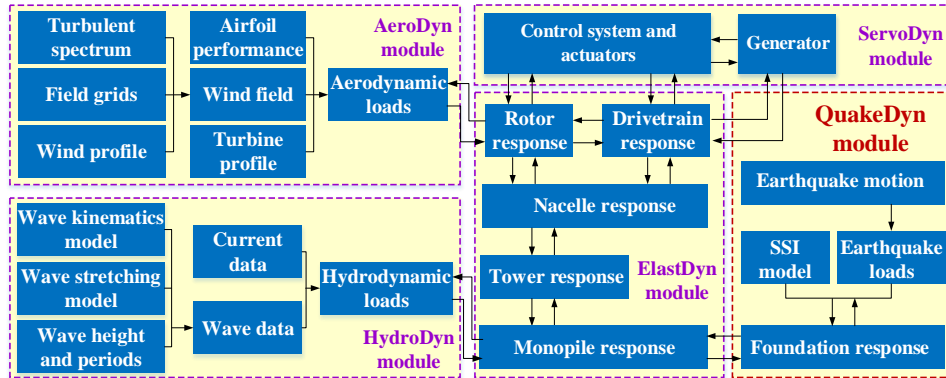 Turbulent
spectrum
Field grids
Wind profile
Airfoil
performance
Wind field
Turbine
profile
AeroDyn
module
Aerodynamic
loads
Control system and
actuators
Generator
ServoDyn
module
Rotor
response
Drivetrain
response
Nacelle response
Tower response
Monopile response
ElastDyn
module
QuakeDyn
module
Earthquake motion
SSI
model
Earthquake
loads
Foundation response
Wave kinematics
model
Wave stretching
model
Wave height
and periods
Current
data
Wave data
Hydrodynamic
loads
HydroDyn
module